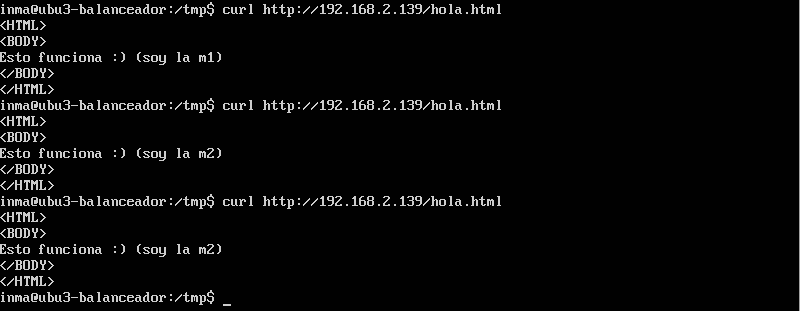 inma@ubu3-balanceador:/tmp$ curl http://192.168.2.139/hola.html
<HTML>
<BODY>
Esto funciona :) (soy la m1)
</BODY>
</HTML>
inma@ubu3-balanceador:/tmp$ curl http://192.168.2.139/hola.html
<HTML>
<BODY>
Esto funciona :) (soy la m2)
</BODY>
</HTML>
inma@ubu3-balanceador:/tmp$ curl http://192.168.2.139/hola.html
<HTML>
<BODY>
Esto funciona :) (soy la m2)
</BODY>
</HTML>
inma@ubu3-balanceador:/tmp$ _